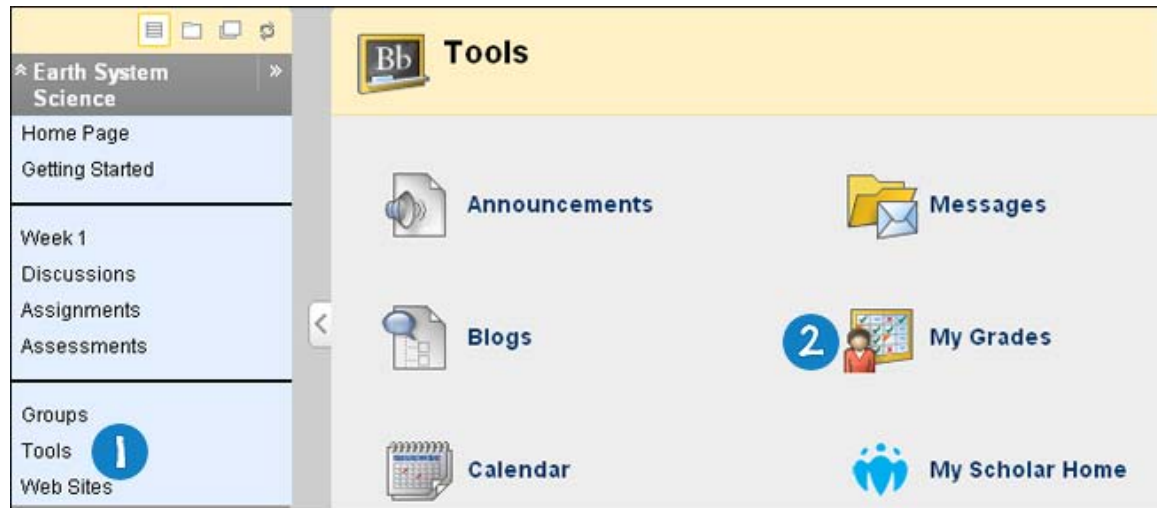 Earth System
Science
Home Page
Getting Started
Week 1
Discussions
Assignments
Assessments
Groups
Tools 1
Web Sites
Bb Tools
Announcements
Messages
Blogs
2 My Grades
Calendar
My Scholar Home